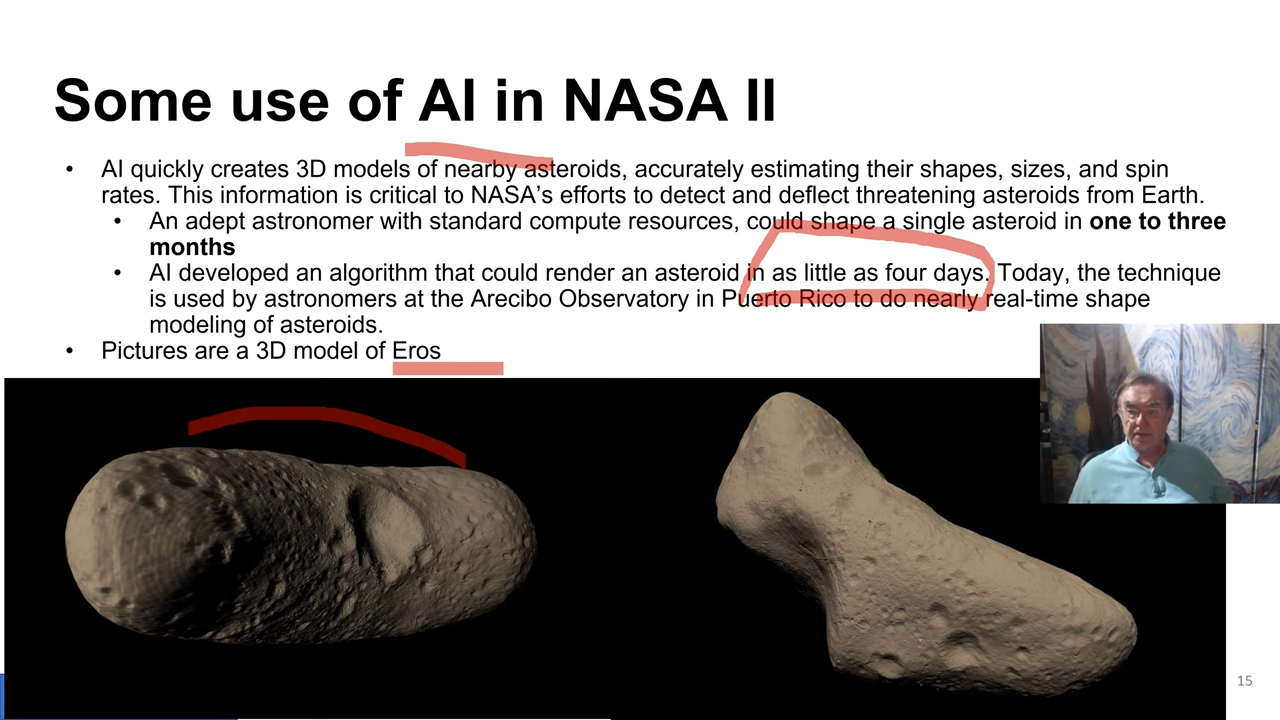 Some use of AI in NASA II
• AI quickly creates 3D models of nearby asteroids, accurately estimating their shapes, sizes, and spin
rates. This information is critical to NASA’s efforts to detect and deflect threatening asteroids from Earth.
• An adept astronomer with standard compute resources, could shape a single asteroid in one to three
months
• AI developed an algorithm that could render an asteroid in as little as four days. Today, the technique
is used by astronomers at the Arecibo Observatory in Puerto Rico to do nearly real-time shape
modeling of asteroids.
• Pictures are a 3D model of Eros
15